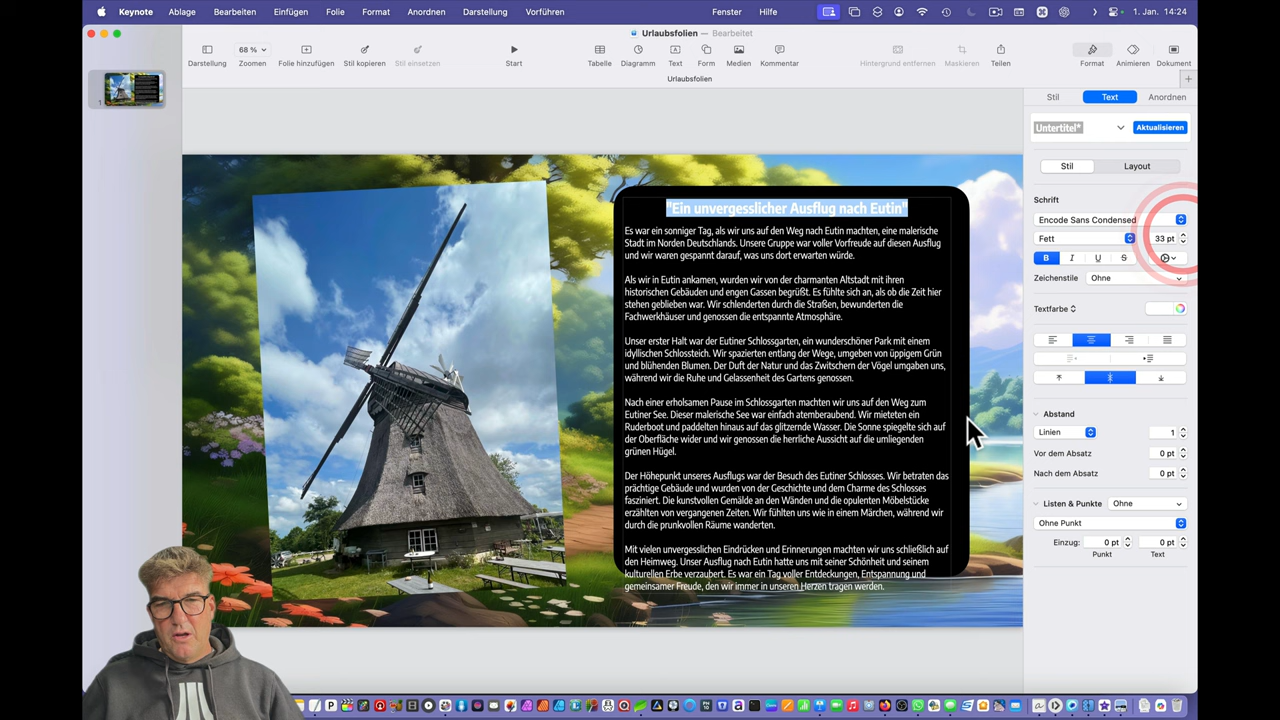 Keynote Ablage Bearbeiten Einfügen Folie Format Anordnen Darstellung Vorführen Fenster Hilfe 1. Jan. 14:24
Urlaubsfolien — Bearbeitet
68 %
Darstellung Zoomen Folie hinzufügen Stil kopieren Stil einsetzen Start Tabelle Diagramm Text Form Medien Kommentar Hintergrund entfernen Maskieren Teilen Format Animieren Dokument
Urlaubsfolien
1
"Ein unvergesslicher Ausflug nach Eutin"
Es war ein sonniger Tag, als wir uns auf den Weg nach Eutin machten, eine malerische
Stadt im Norden Deutschlands. Unsere Gruppe war voller Vorfreude auf diesen Ausflug
und wir waren gespannt darauf, was uns dort erwarten würde.
Als wir in Eutin ankamen, wurden wir von der charmanten Altstadt mit ihren
historischen Gebäuden und engen Gassen begrüßt. Es fühlte sich an, als ob die Zeit hier
stehen geblieben war. Wir schlenderten durch die Straßen, bewunderten die
Fachwerkhäuser und genossen die entspannte Atmosphäre.
Unser erster Halt war der Eutiner Schlossgarten, ein wunderschöner Park mit einem
idyllischen Schlossteich. Wir spazierten entlang der Wege, umgeben von üppigem Grün
und blühenden Blumen. Der Duft der Natur und das Zwitschern der Vögel umgaben uns,
während wir die Ruhe und Gelassenheit des Gartens genossen.
Nach einer erholsamen Pause im Schlossgarten machten wir uns auf den Weg zum
Eutiner See. Dieser malerische See war einfach atemberaubend. Wir mieteten ein
Ruderboot und paddelten hinaus auf das glitzernde Wasser. Die Sonne spiegelte sich auf
der Oberfläche wider und wir genossen die herrliche Aussicht auf die umliegenden
grünen Hügel.
Der Höhepunkt unseres Ausflugs war der Besuch des Eutiner Schlosses. Wir betraten das
prächtige Gebäude und wurden von der Geschichte und dem Charme des Schlosses
fasziniert. Die kunstvollen Gemälde an den Wänden und die opulenten Möbelstücke
erzählten von vergangenen Zeiten. Wir fühlten uns wie in einem Märchen, während wir
durch die prunkvollen Räume wanderten.
Mit vielen unvergesslichen Eindrücken und Erinnerungen machten wir uns schließlich auf
den Heimweg. Unser Ausflug nach Eutin hatte uns mit seiner Schönheit und seinem
kulturellen Erbe verzaubert. Es war ein Tag voller Entdeckungen, Entspannung und
gemeinsamer Freude, den wir immer in unseren Herzen tragen werden.
Stil Text Anordnen
Untertitel* Aktualisieren
Stil Layout
Schrift
Encode Sans Condensed
Fett 33 pt
B I U S
Zeichenstile Ohne
Textfarbe
Abstand
Linien 1
Vor dem Absatz 0 pt
Nach dem Absatz 0 pt
Listen & Punkte Ohne
Ohne Punkt
Einzug: 0 pt 0 pt
Punkt Text